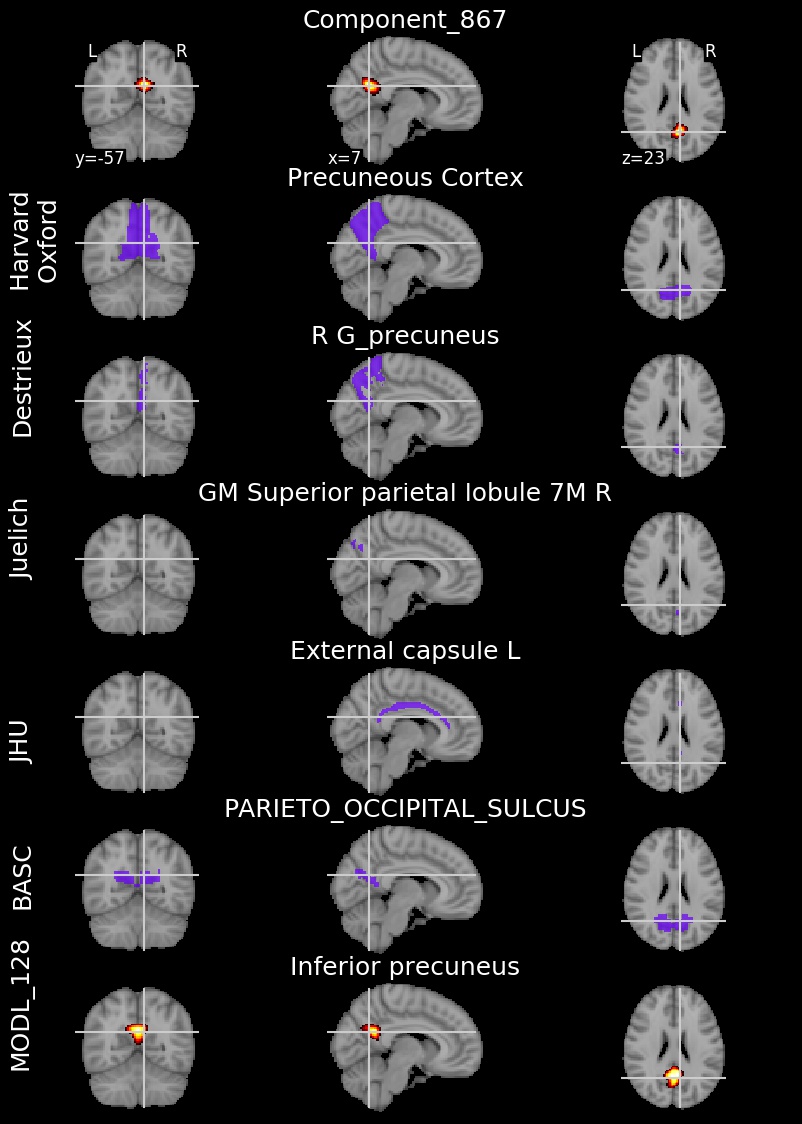 Component_867
L R
L R
y=-57
x=7
z=23
Precuneous Cortex
Harvard
Oxford
R G_precuneus
Destrieux
GM Superior parietal lobule 7M R
Juelich
External capsule L
JHU
PARIETO_OCCIPITAL_SULCUS
BASC
Inferior precuneus
MODL_128